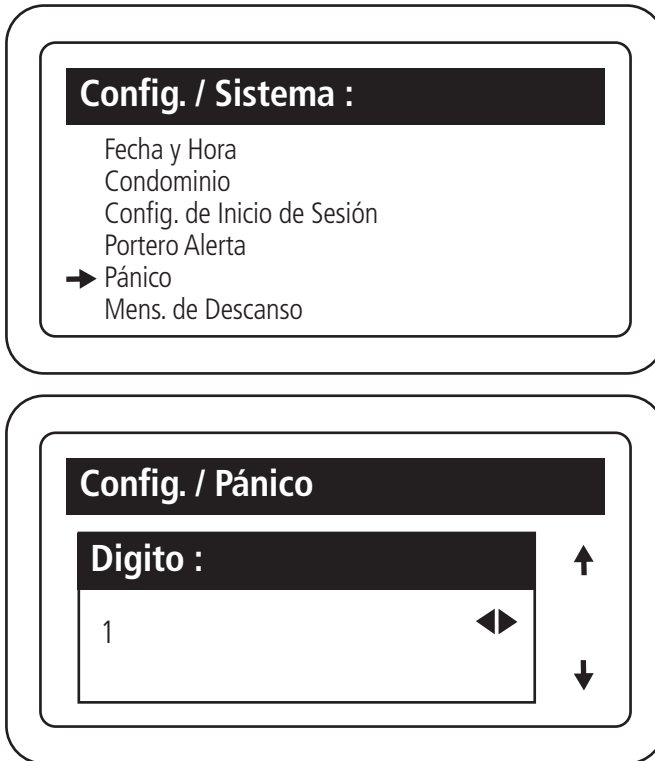 Config. / Sistema :
Fecha y Hora
Condominio
Config. de Inicio de Sesión
Portero Alerta
Pánico
Mens. de Descanso
Config. / Pánico
Digito :
1